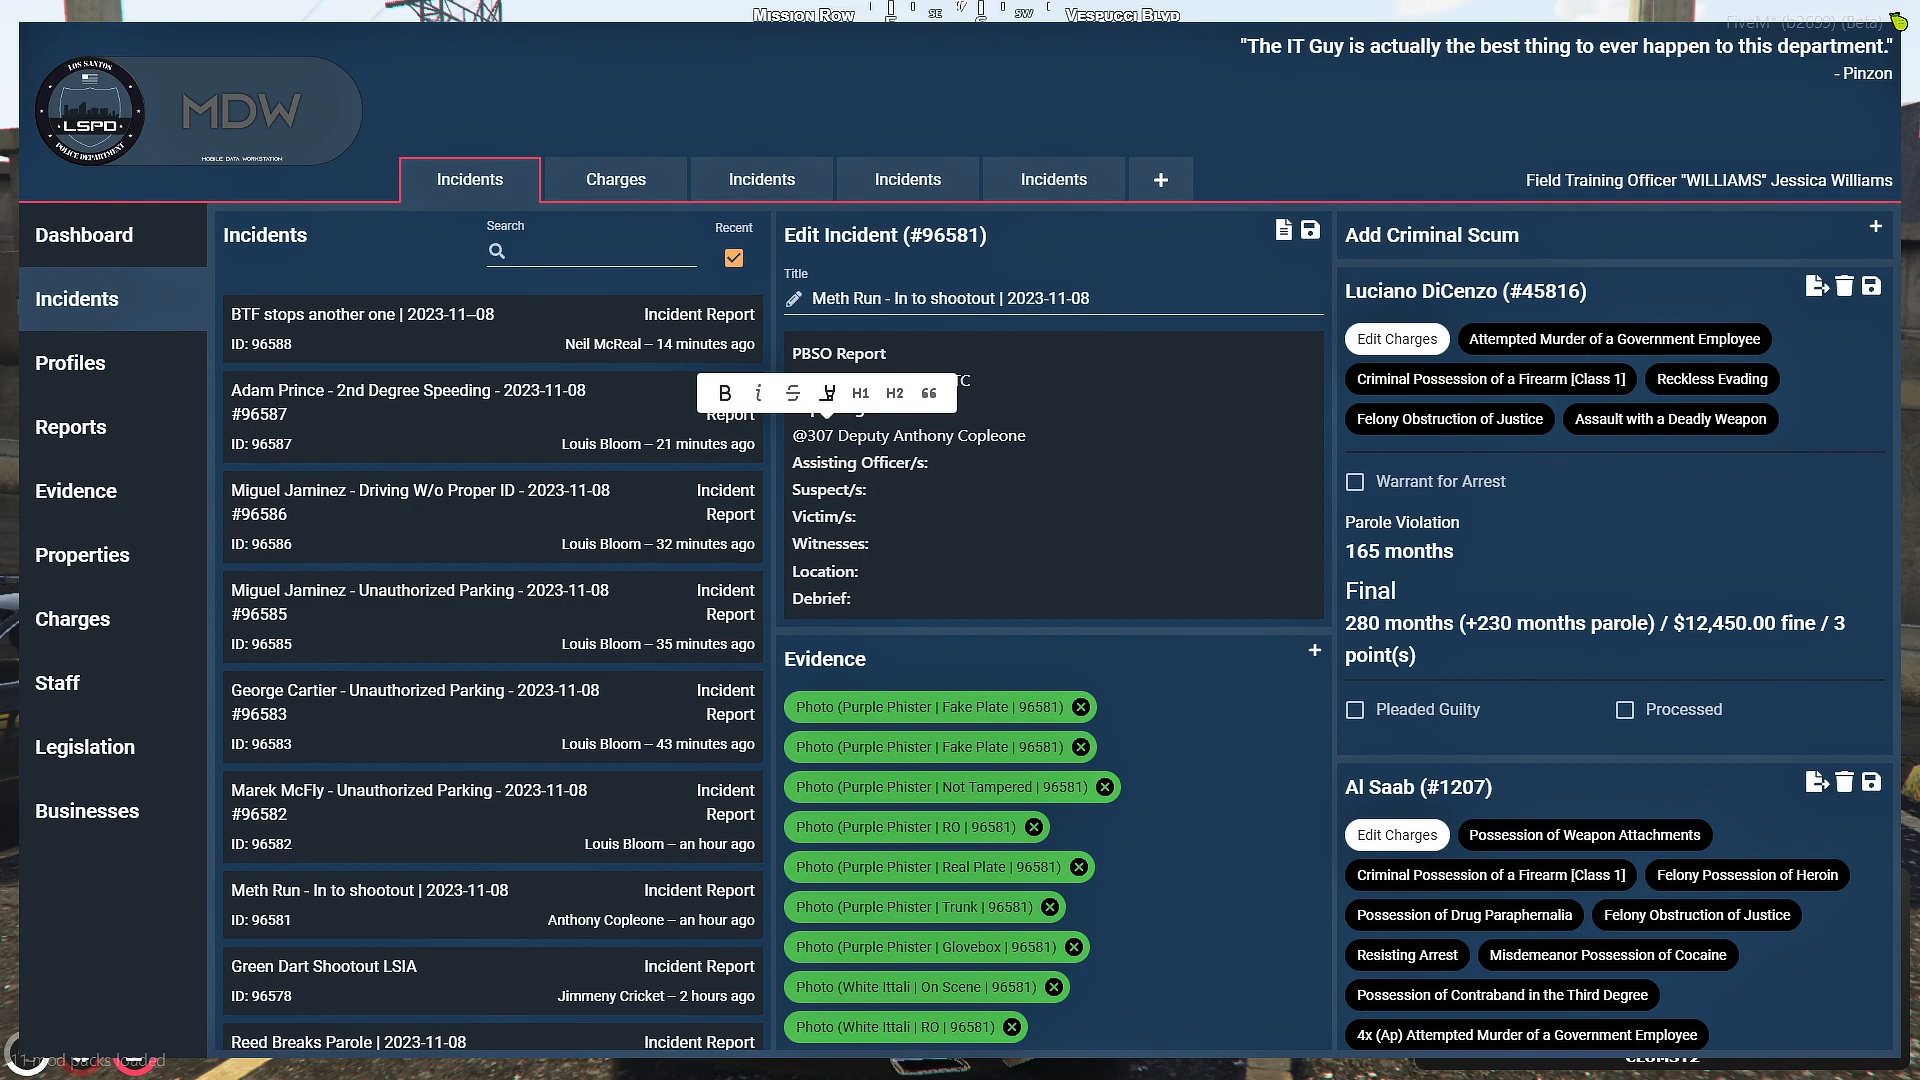 Mission Row
SE
SW
Vespucci Blvd
FiveM* (b2699) (Beta)
"The IT Guy is actually the best thing to ever happen to this department."
- Pinzon
LOS SANTOS
LSPD
POLICE DEPARTMENT
MDW
MOBILE DATA WORKSTATION
Incidents
Charges
Incidents
Incidents
Incidents
+
Field Training Officer "WILLIAMS" Jessica Williams
Dashboard
Incidents
Profiles
Reports
Evidence
Properties
Charges
Staff
Legislation
Businesses
Incidents
Search
Recent
BTF stops another one | 2023-11--08 Incident Report
ID: 96588 Neil McReal – 14 minutes ago
Adam Prince - 2nd Degree Speeding - 2023-11-08
#96587 Report
ID: 96587 Louis Bloom – 21 minutes ago
Miguel Jaminez - Driving W/o Proper ID - 2023-11-08 Incident
#96586 Report
ID: 96586 Louis Bloom – 32 minutes ago
Miguel Jaminez - Unauthorized Parking - 2023-11-08 Incident
#96585 Report
ID: 96585 Louis Bloom – 35 minutes ago
George Cartier - Unauthorized Parking - 2023-11-08 Incident
#96583 Report
ID: 96583 Louis Bloom – 43 minutes ago
Marek McFly - Unauthorized Parking - 2023-11-08 Incident
#96582 Report
ID: 96582 Louis Bloom – an hour ago
Meth Run - In to shootout | 2023-11-08 Incident Report
ID: 96581 Anthony Copleone – an hour ago
Green Dart Shootout LSIA Incident Report
ID: 96578 Jimmeny Cricket – 2 hours ago
Reed Breaks Parole | 2023-11-08 Incident Report
Edit Incident (#96581)
Title
Meth Run - In to shootout | 2023-11-08
PBSO Report
TC
B i S H1 H2 66
@307 Deputy Anthony Copleone
Assisting Officer/s:
Suspect/s:
Victim/s:
Witnesses:
Location:
Debrief:
Evidence +
Photo (Purple Phister | Fake Plate | 96581)
Photo (Purple Phister | Fake Plate | 96581)
Photo (Purple Phister | Not Tampered | 96581)
Photo (Purple Phister | RO | 96581)
Photo (Purple Phister | Real Plate | 96581)
Photo (Purple Phister | Trunk | 96581)
Photo (Purple Phister | Glovebox | 96581)
Photo (White Ittali | On Scene | 96581)
Photo (White Ittali | RO | 96581)
Add Criminal Scum +
Luciano DiCenzo (#45816)
Edit Charges Attempted Murder of a Government Employee
Criminal Possession of a Firearm [Class 1] Reckless Evading
Felony Obstruction of Justice Assault with a Deadly Weapon
Warrant for Arrest
Parole Violation
165 months
Final
280 months (+230 months parole) / $12,450.00 fine / 3
point(s)
Pleaded Guilty Processed
Al Saab (#1207)
Edit Charges Possession of Weapon Attachments
Criminal Possession of a Firearm [Class 1] Felony Possession of Heroin
Possession of Drug Paraphernalia Felony Obstruction of Justice
Resisting Arrest Misdemeanor Possession of Cocaine
Possession of Contraband in the Third Degree
4x (Ap) Attempted Murder of a Government Employee
11 mod packs loaded